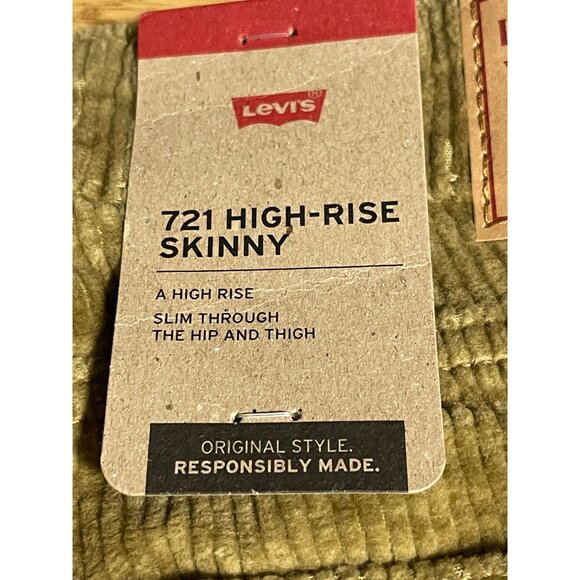 Levi's®
721 HIGH-RISE
SKINNY
A HIGH RISE
SLIM THROUGH
THE HIP AND THIGH
ORIGINAL STYLE.
RESPONSIBLY MADE.